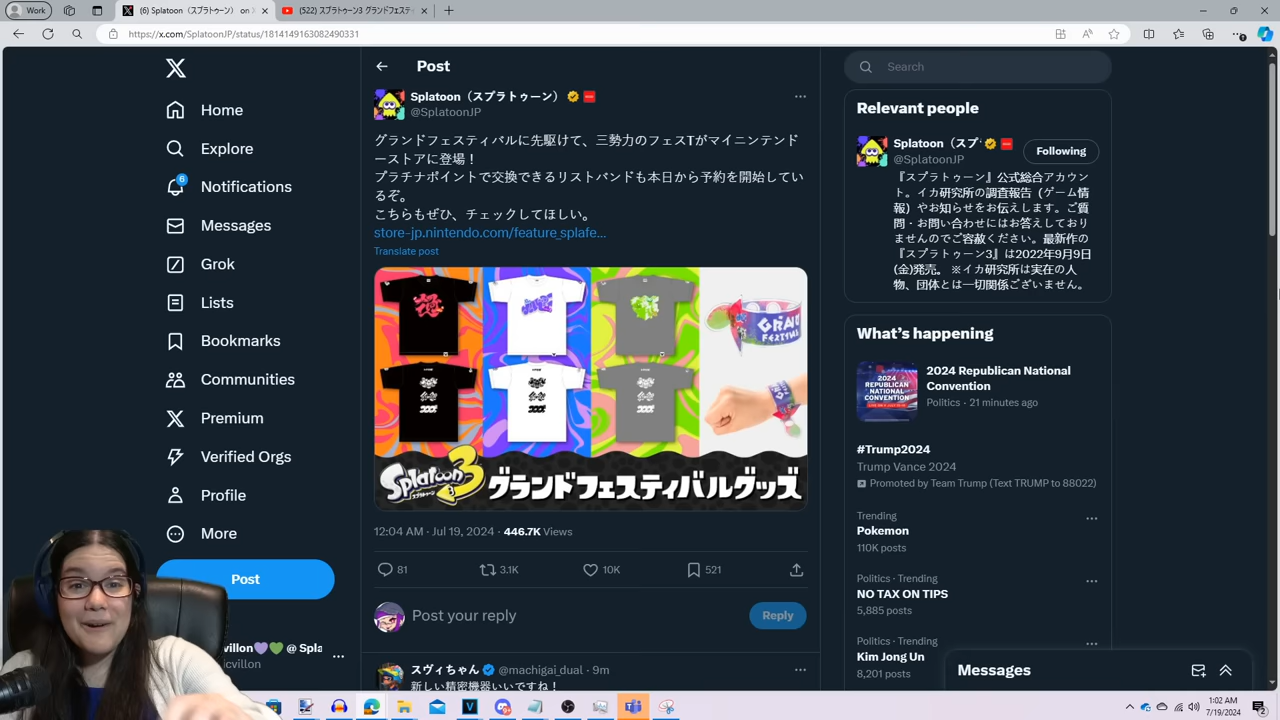 Work
(6) Splatoon (スプラトゥーン) on X
(522) スプラトゥーン3 グランドフェステ
https://x.com/SplatoonJP/status/1814149163082490331
Home
Explore
6
Notifications
Messages
Grok
Lists
Bookmarks
Communities
Premium
Verified Orgs
Profile
More
Post
villon💜💚 @ Spla
icvillon
Post
Splatoon（スプラトゥーン）
@SplatoonJP
グランドフェスティバルに先駆けて、三勢力のフェスTがマイニンテンド
ーストアに登場！
プラチナポイントで交換できるリストバンドも本日から予約を開始してい
るぞ。
こちらもぜひ、チェックしてほしい。
store-jp.nintendo.com/feature_splafe...
Translate post
GRAND
FESTIVAL
Splatoon 3
スプラトゥーン
グランドフェスティバルグッズ
12:04 AM · Jul 19, 2024 · 446.7K Views
81
3.1K
10K
521
Post your reply
Reply
スヴィちゃん @machigai_dual · 9m
新しい精密機器いいですね！
Search
Relevant people
Splatoon（スプ
@SplatoonJP
Following
『スプラトゥーン』公式総合アカウン
ト。イカ研究所の調査報告（ゲーム情
報）やお知らせをお伝えします。ご質
問・お問い合わせにはお答えしており
ませんのでご容赦ください。最新作の
『スプラトゥーン3』は2022年9月9日
(金)発売。 ※イカ研究所は実在の人
物、団体とは一切関係ございません。
What's happening
2024
REPUBLICAN
NATIONAL
CONVENTION
2024 Republican National
Convention
Politics · 21 minutes ago
#Trump2024
Trump Vance 2024
Promoted by Team Trump (Text TRUMP to 88022)
Trending
Pokemon
110K posts
Politics · Trending
NO TAX ON TIPS
5,885 posts
Politics · Trending
Kim Jong Un
8,201 posts
Messages
1:02 AM
7/19/2024
2